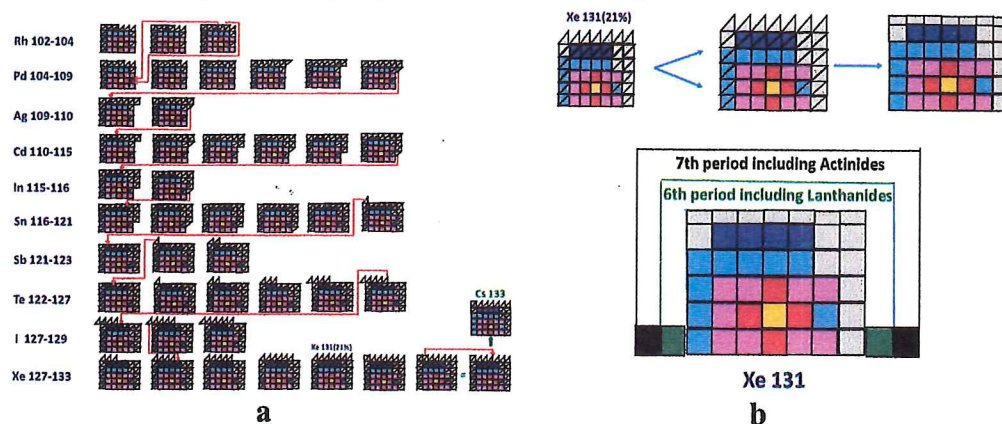 Rh 102-104
Pd 104-109
Ag 109-110
Cd 110-115
In 115-116
Sn 116-121
Sb 121-123
Te 122-127
I 127-129
Xe 127-133
Xe 131(21%)
Cs 133
=
a
Xe 131(21%)
7th period including Actinides
6th period including Lanthanides
Xe 131
b